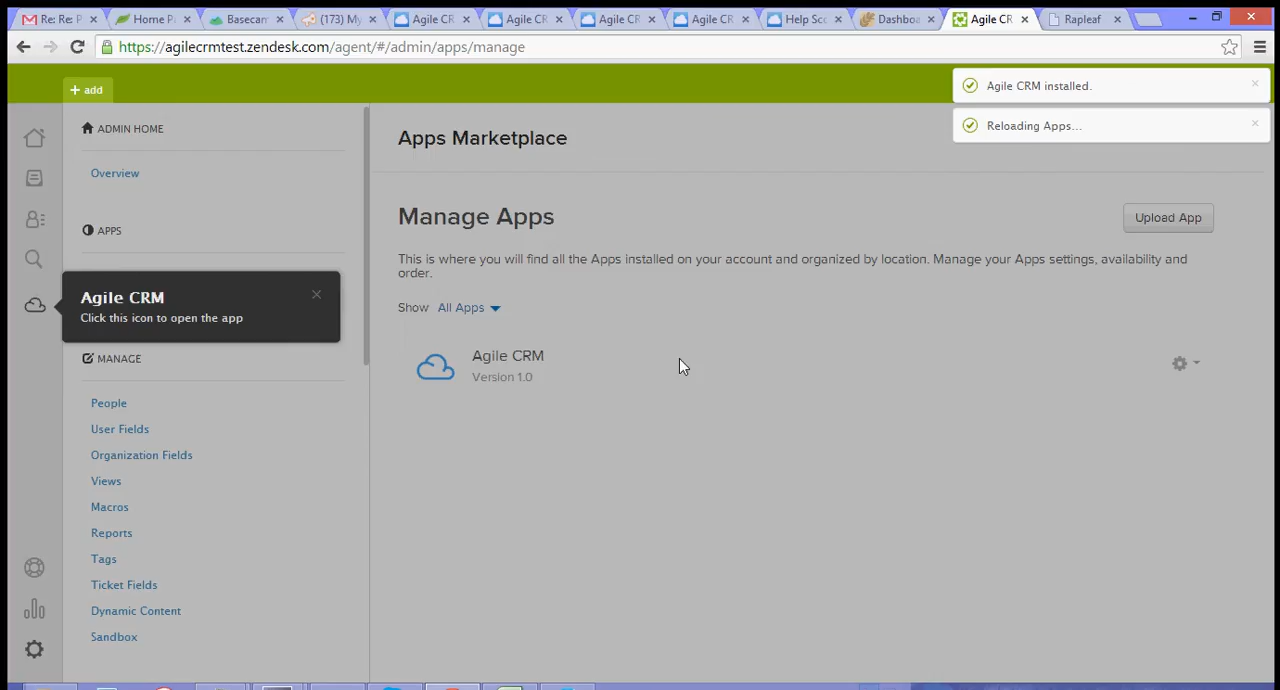 Re: Re: P
Home P
Basecam
(173) My
Agile CR
Agile CR
Agile CR
Agile CR
Help Sc
Dashbo
Agile CR
Rapleaf
https://agilecrmtest.zendesk.com/agent/#/admin/apps/manage
+ add
Agile CRM installed.
Reloading Apps...
ADMIN HOME
Overview
APPS
Agile CRM
Click this icon to open the app
MANAGE
People
User Fields
Organization Fields
Views
Macros
Reports
Tags
Ticket Fields
Dynamic Content
Sandbox
Apps Marketplace
Manage Apps
Upload App
This is where you will find all the Apps installed on your account and organized by location. Manage your Apps settings, availability and
order.
Show All Apps
Agile CRM
Version 1.0